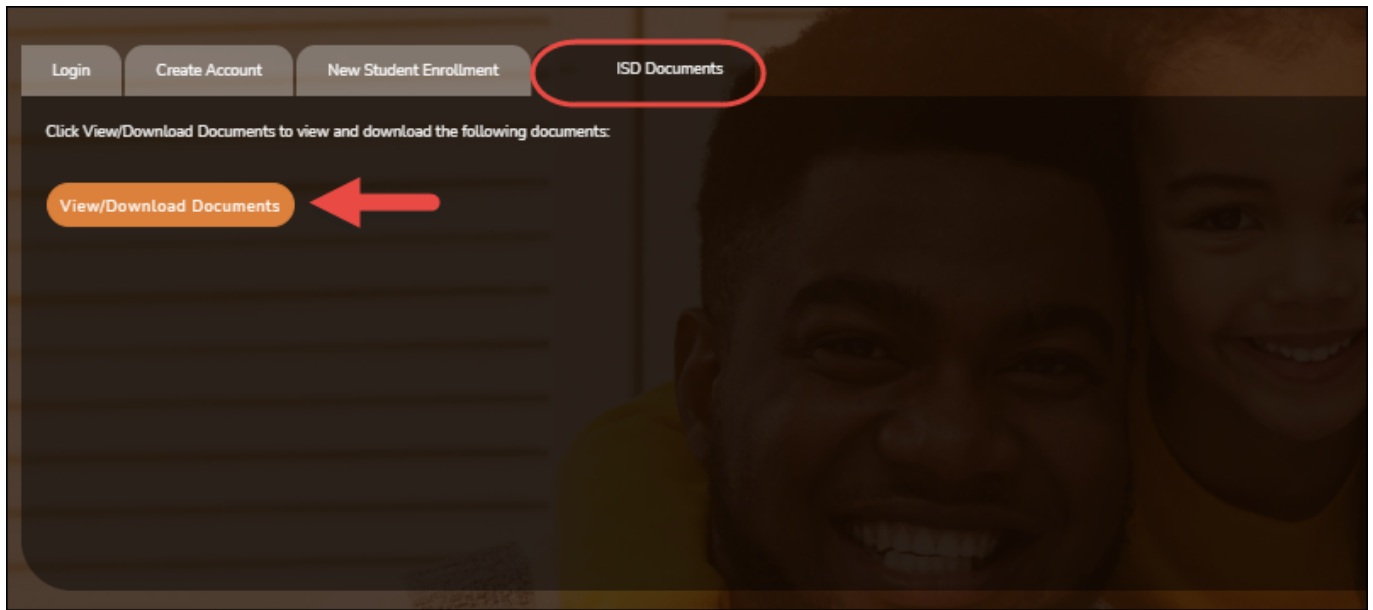 Login
Create Account
New Student Enrollment
ISD Documents
Click View/Download Documents to view and download the following documents:
View/Download Documents